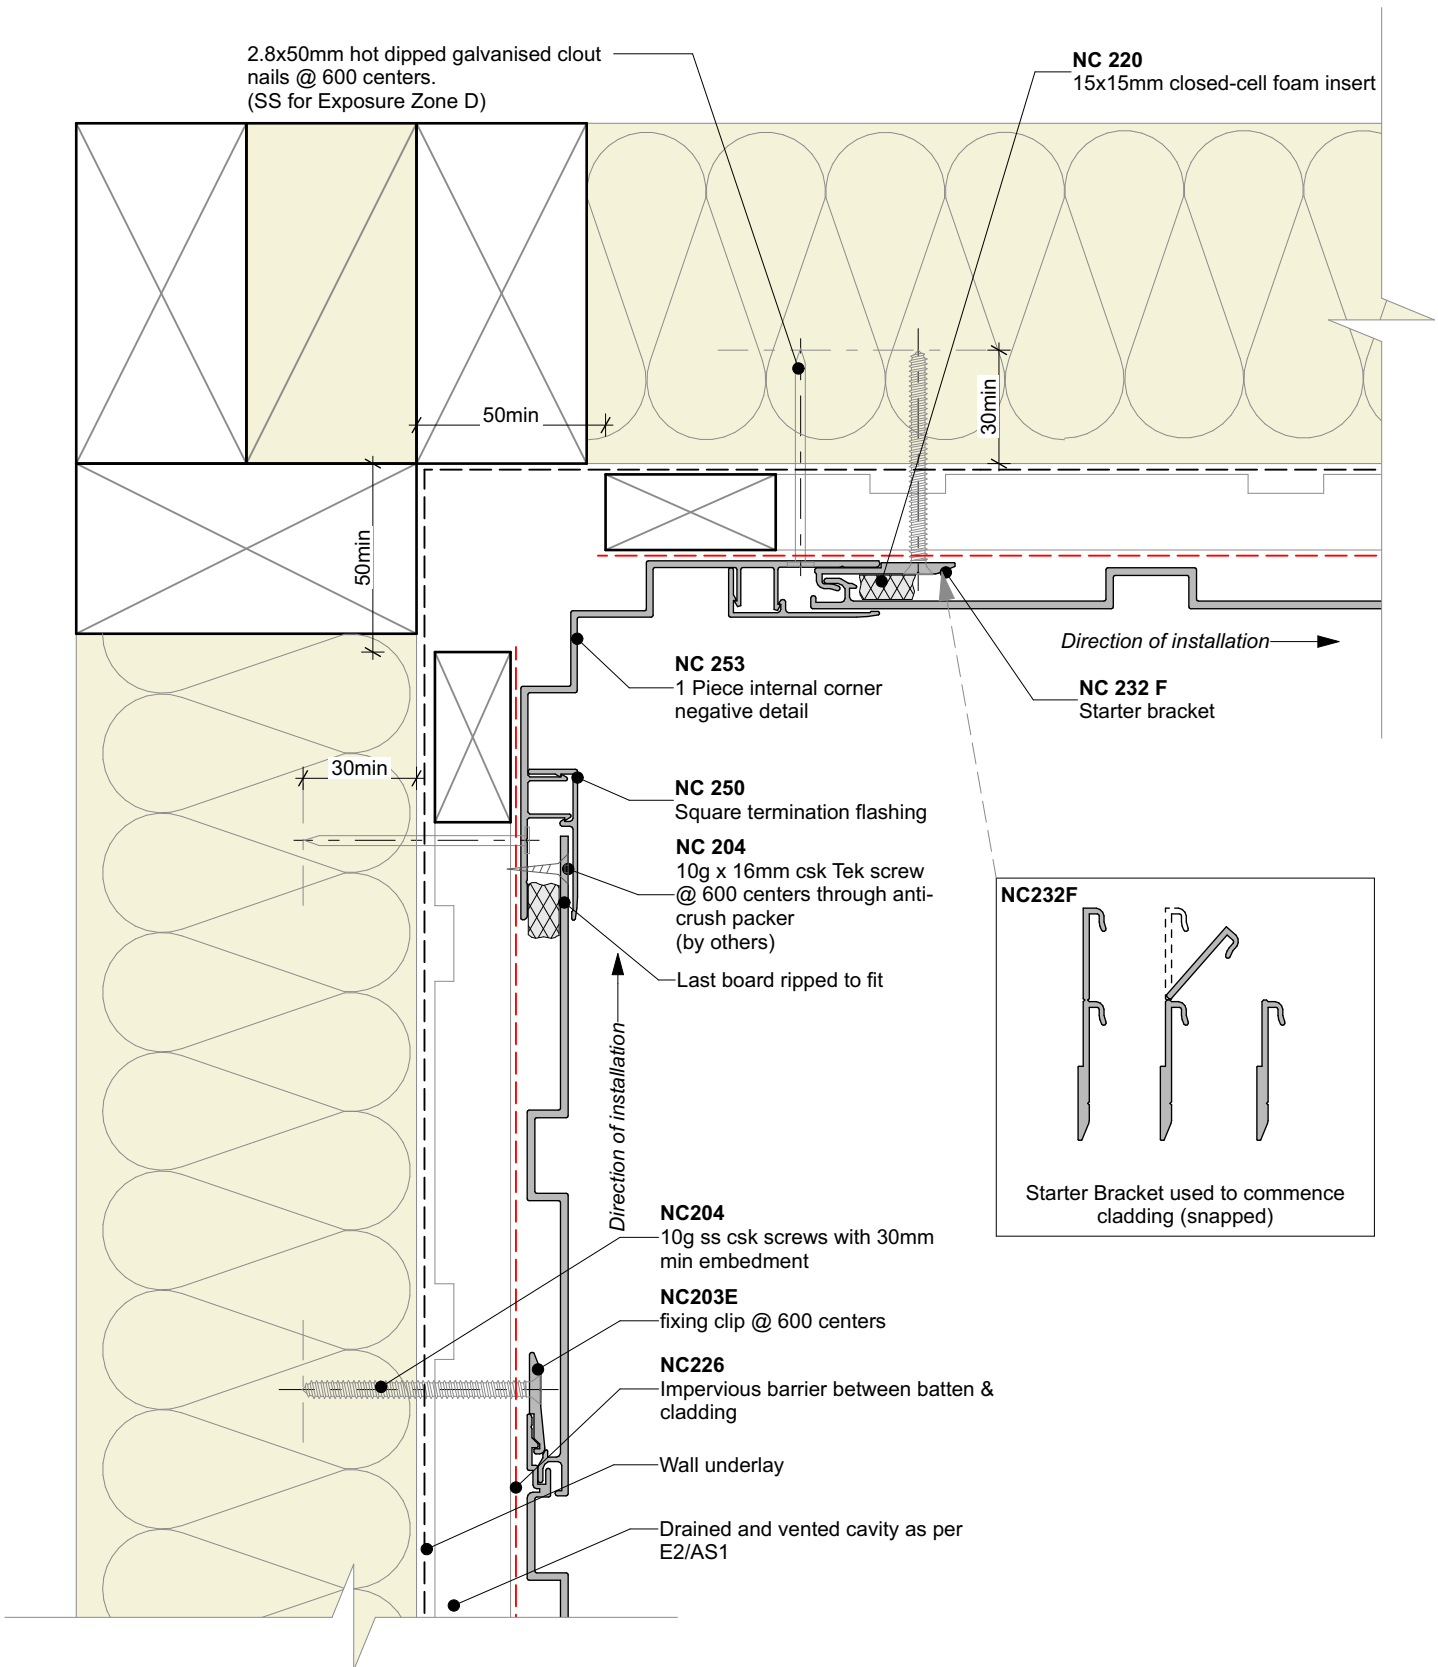 2.8x50mm hot dipped galvanised clout
nails @ 600 centers.
(SS for Exposure Zone D)
NC 220
15x15mm closed-cell foam insert
50min
30min
50min
Direction of installation
NC 253
1 Piece internal corner
negative detail
NC 232 F
Starter bracket
30min
NC 250
Square termination flashing
NC 204
10g x 16mm csk Tek screw
@ 600 centers through anti-
crush packer
(by others)
Last board ripped to fit
NC232F
Starter Bracket used to commence
cladding (snapped)
Direction of installation
NC204
10g ss csk screws with 30mm
min embedment
NC203E
fixing clip @ 600 centers
NC226
Impervious barrier between batten &
cladding
Wall underlay
Drained and vented cavity as per
E2/AS1